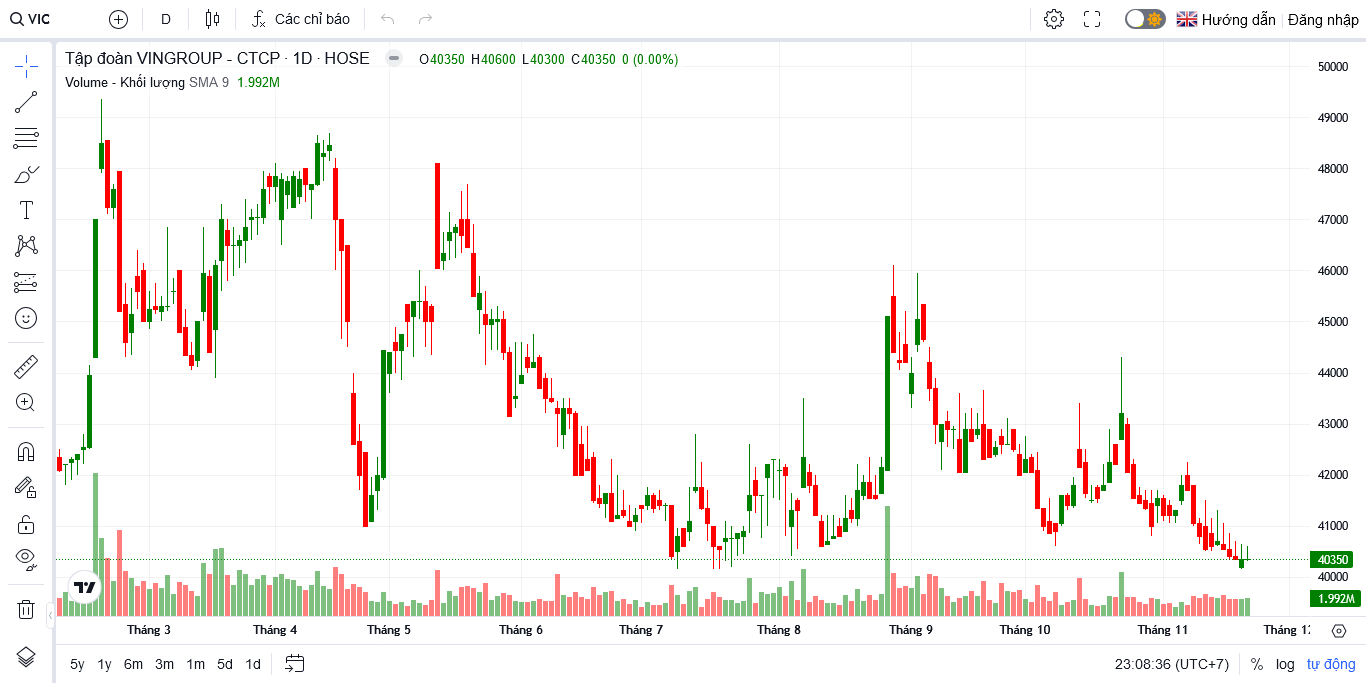 VIC D Các chỉ báo Hướng dẫn Đăng nhập
Tập đoàn VINGROUP - CTCP · 1D · HOSE O40350 H40600 L40300 C40350 0 (0.00%)
Volume - Khối lượng SMA 9 1.992M
50000
49000
48000
47000
46000
45000
44000
43000
42000
41000
40350
40000
1.992M
Tháng 3 Tháng 4 Tháng 5 Tháng 6 Tháng 7 Tháng 8 Tháng 9 Tháng 10 Tháng 11 Tháng 12
5y 1y 6m 3m 1m 5d 1d 23:08:36 (UTC+7) % log tự động